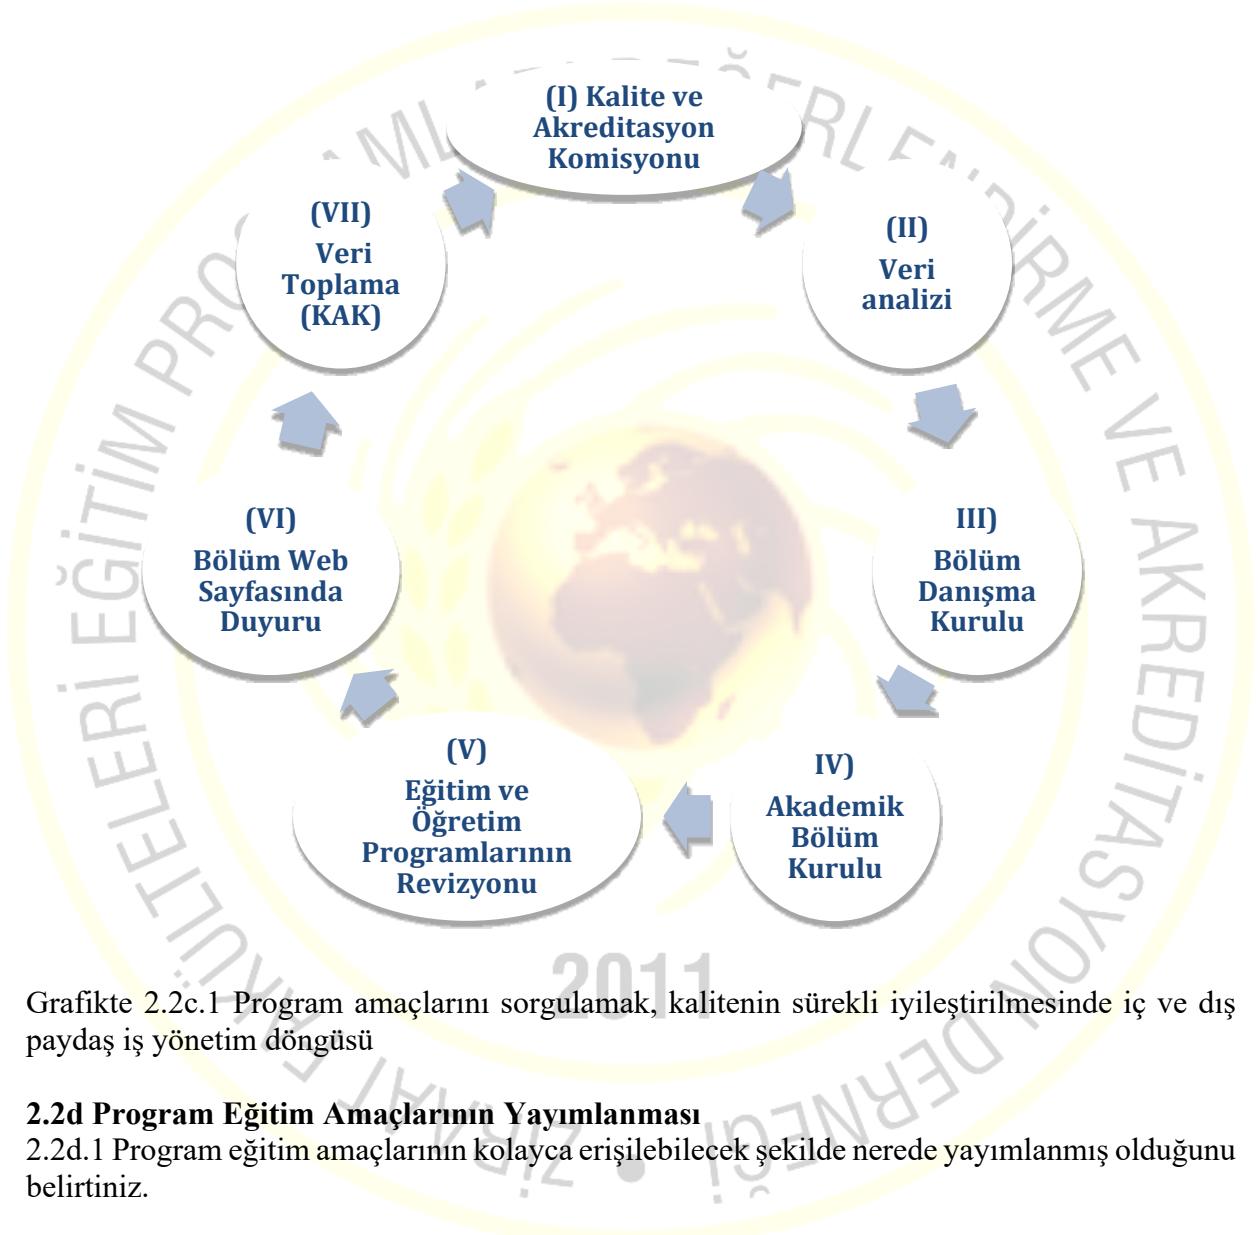 (I) Kalite ve
Akreditasyon
Komisyonu
(II)
Veri
analizi
III)
Bölüm
Danışma
Kurulu
IV)
Akademik
Bölüm
Kurulu
(V)
Eğitim ve
Öğretim
Programlarının
Revizyonu
(VI)
Bölüm Web
Sayfasında
Duyuru
(VII)
Veri
Toplama
(KAK)
2011
Grafikte 2.2c.1 Program amaçlarını sorgulamak, kalitenin sürekli iyileştirilmesinde iç ve dış
paydaş iş yönetim döngüsü
2.2d Program Eğitim Amaçlarının Yayımlanması
2.2d.1 Program eğitim amaçlarının kolayca erişilebilecek şekilde nerede yayımlanmış olduğunu
belirtiniz.